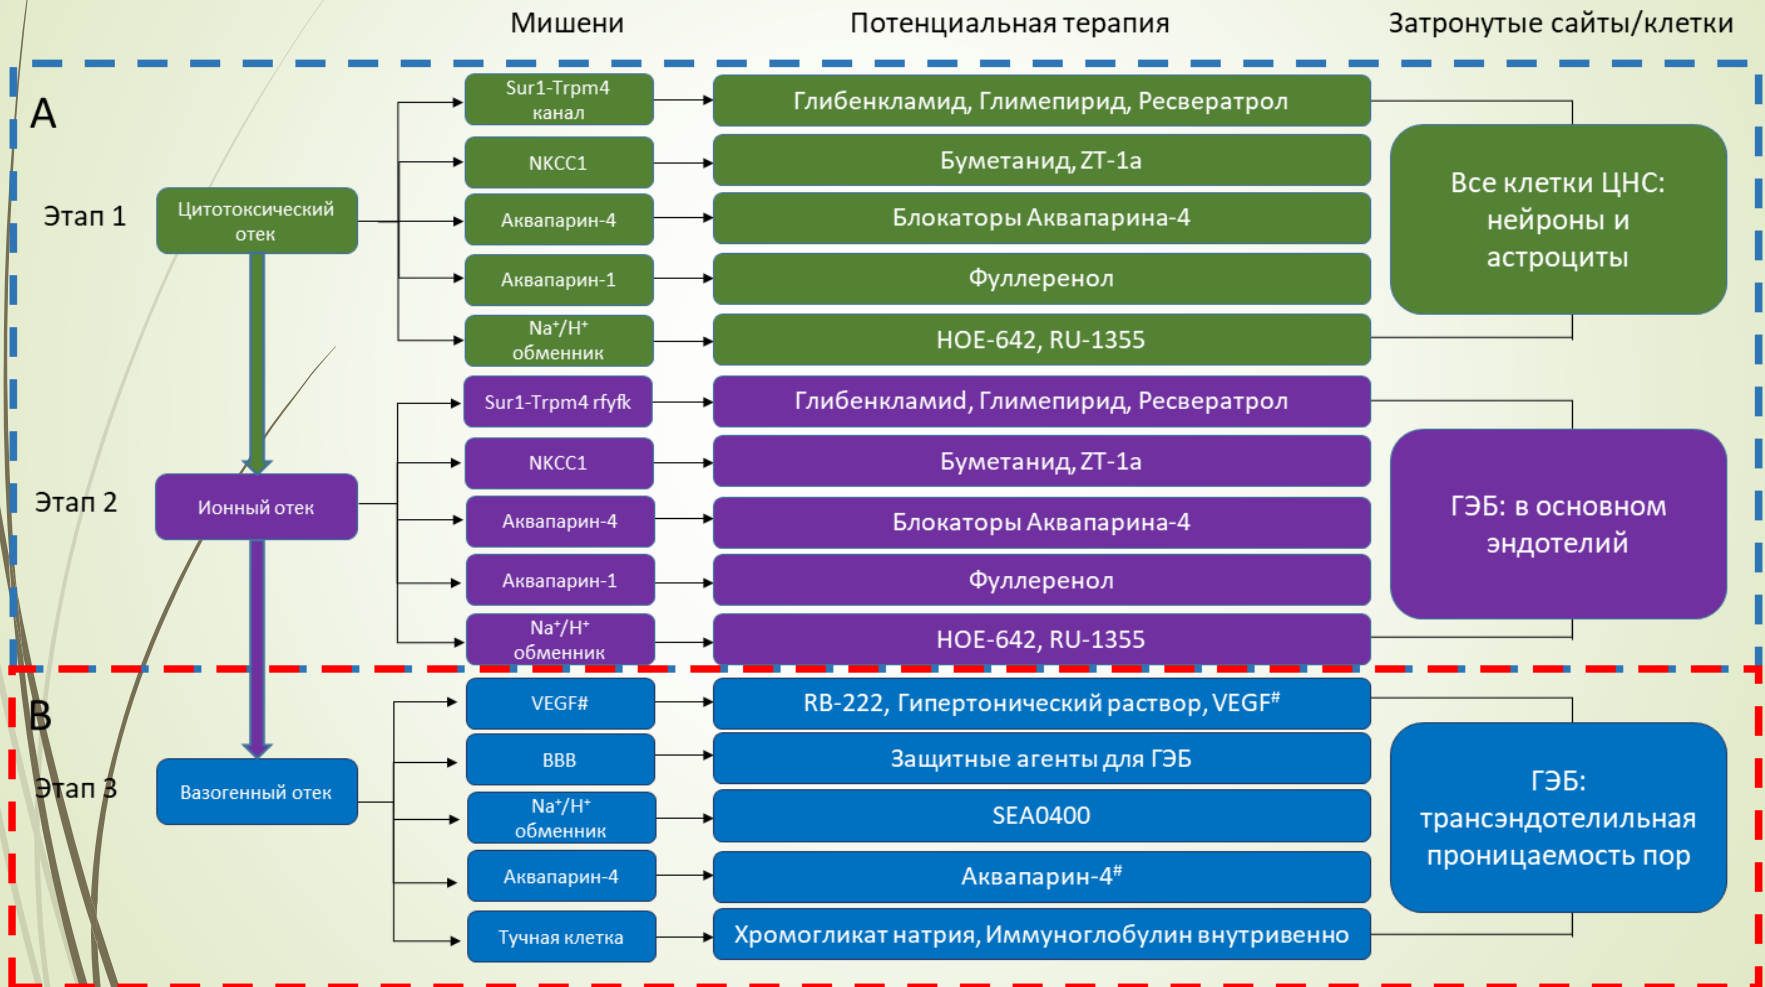 Мишени
Потенциальная терапия
Затронутые сайты/клетки
A
Этап 1
Цитотоксический
отек
Sur1-Trpm4
канал
Глибенкламид, Глимепирид, Ресвератрол
NKCC1
Буметанид, ZT-1a
Аквапарин-4
Блокаторы Аквапарина-4
Аквапарин-1
Фуллеренол
Na⁺/H⁺
обменник
HOE-642, RU-1355
Все клетки ЦНС:
нейроны и
астроциты
Этап 2
Ионный отек
Sur1-Trpm4 rfyfk
Глибенкламиd, Глимепирид, Ресвератрол
NKCC1
Буметанид, ZT-1a
Аквапарин-4
Блокаторы Аквапарина-4
Аквапарин-1
Фуллеренол
Na⁺/H⁺
обменник
HOE-642, RU-1355
ГЭБ: в основном
эндотелий
B
Этап 3
Вазогенный отек
VEGF#
RB-222, Гипертонический раствор, VEGF#
BBB
Защитные агенты для ГЭБ
Na⁺/H⁺
обменник
SEA0400
Аквапарин-4
Аквапарин-4#
Тучная клетка
Хромогликат натрия, Иммуноглобулин внутривенно
ГЭБ:
трансэндотелильная
проницаемость пор